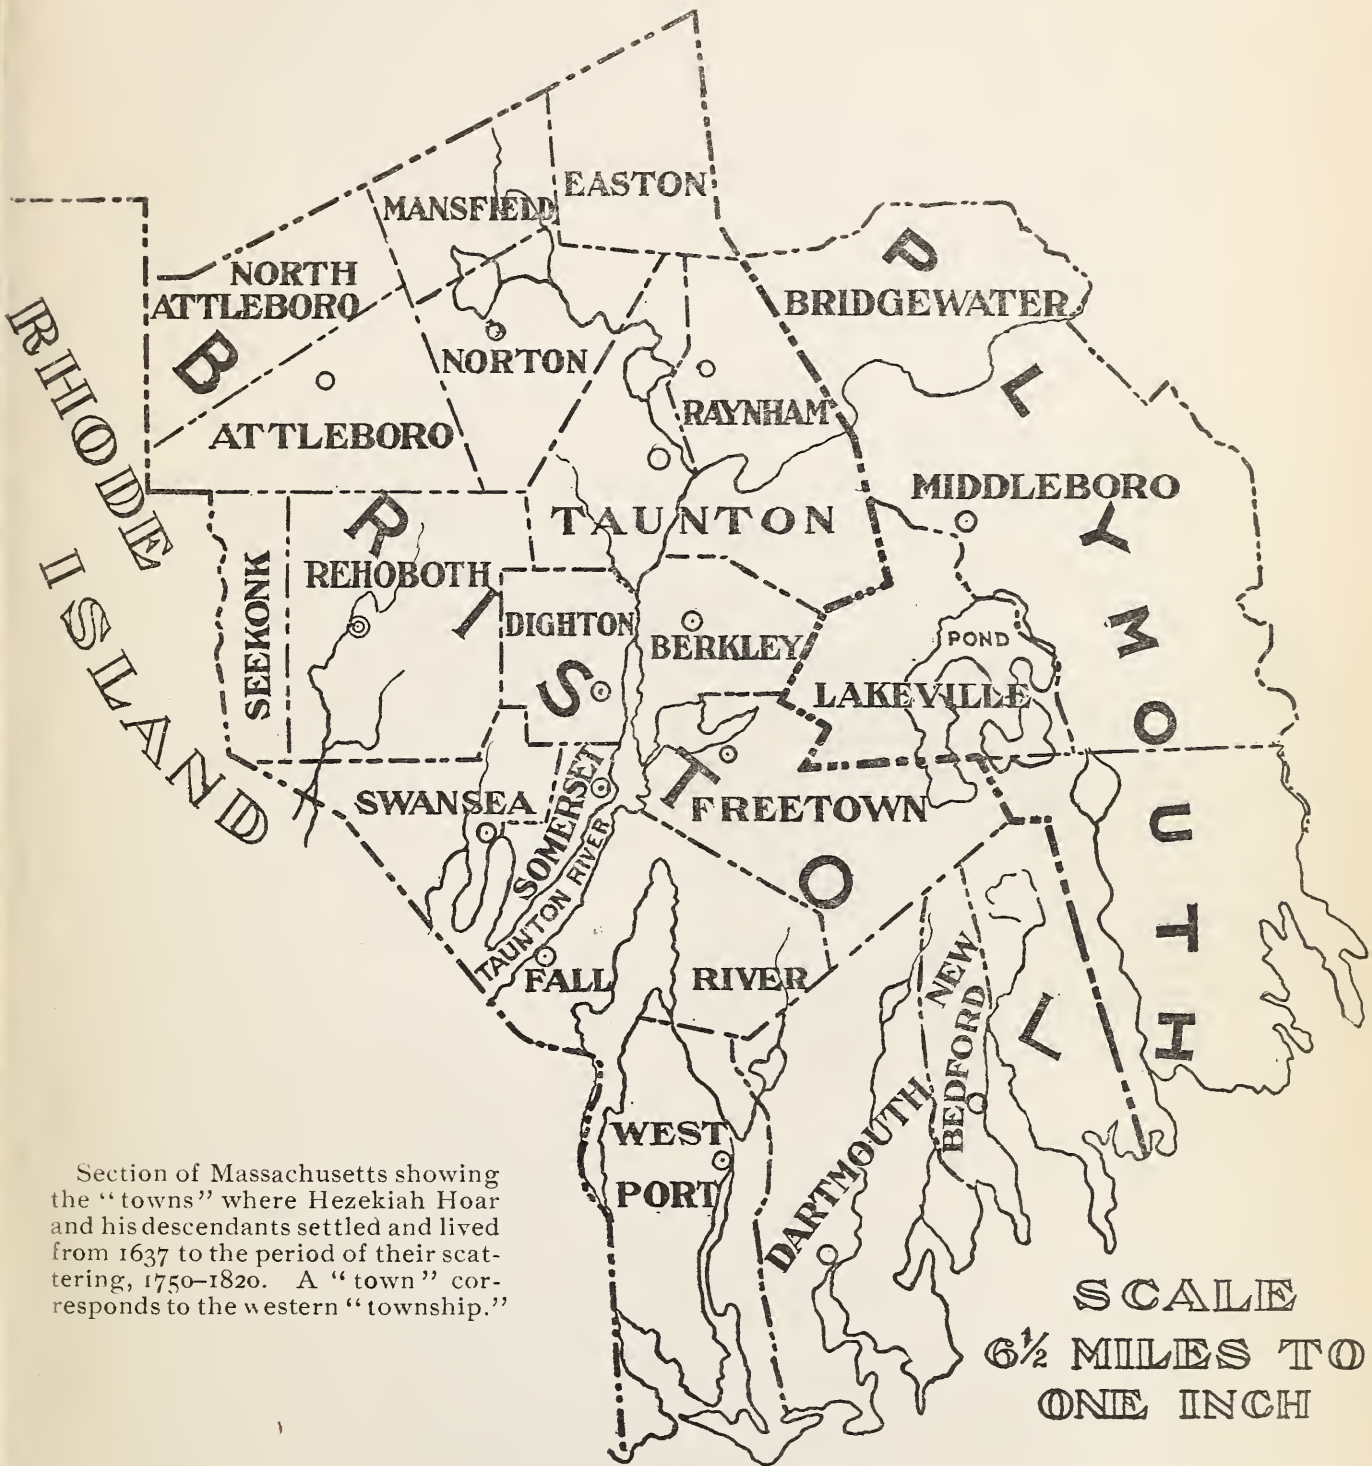 EASTON
MANSFIELD
NORTH
ATTLEBORO
BRIDGEWATER
NORTON
RAYNHAM
ATTLEBORO
MIDDLEBORO
TAUNTON
RHODE
ISLAND
SEEKONK
REHOBOTH
DIGHTON
BERKLEY
POND
LAKEVILLE
SWANSEA
SOMERSET
TAUNTON RIVER
FREETOWN
FALL RIVER
NEW
BEDFORD
DARTMOUTH
WEST
PORT
BRISTOL
PLYMOUTH
Section of Massachusetts showing
the "towns" where Hezekiah Hoar
and his descendants settled and lived
from 1637 to the period of their scat-
tering, 1750–1820. A "town" cor-
responds to the western "township."
SCALE
6½ MILES TO
ONE INCH